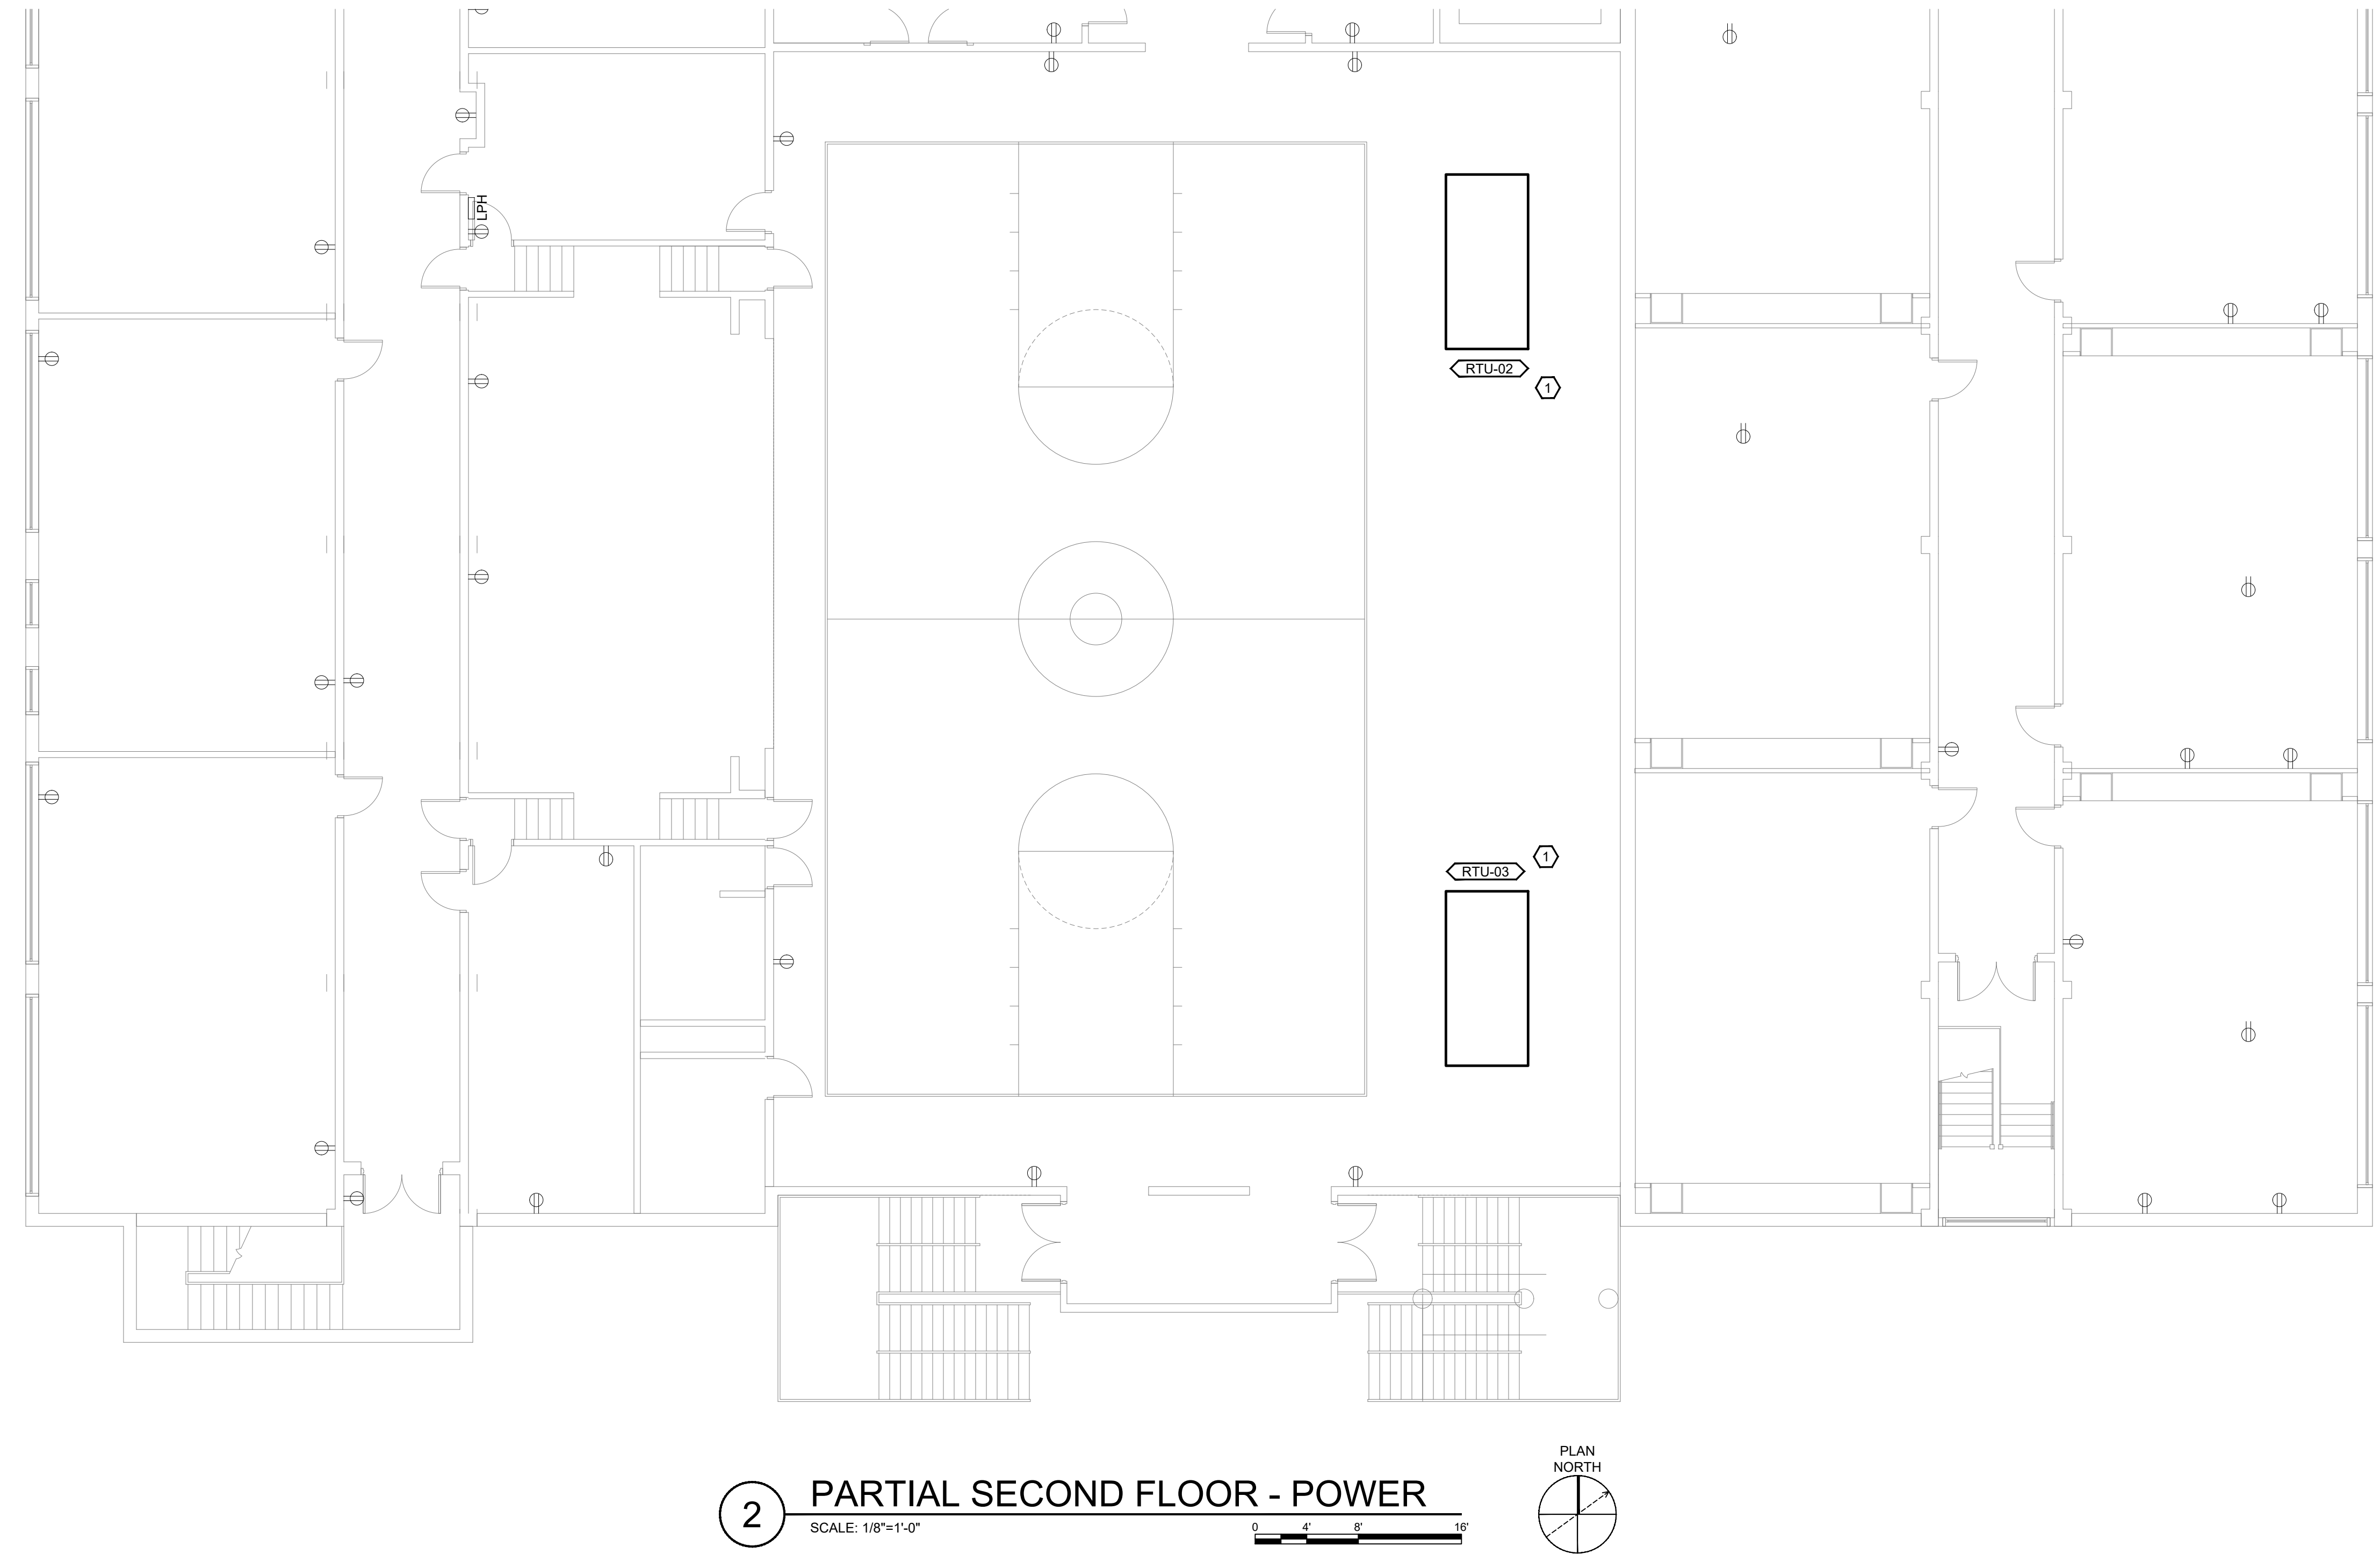 LPH
RTU-02
1
1
RTU-03
PLAN
NORTH
2
PARTIAL SECOND FLOOR - POWER
SCALE: 1/8"=1'-0"
0 4' 8' 16'